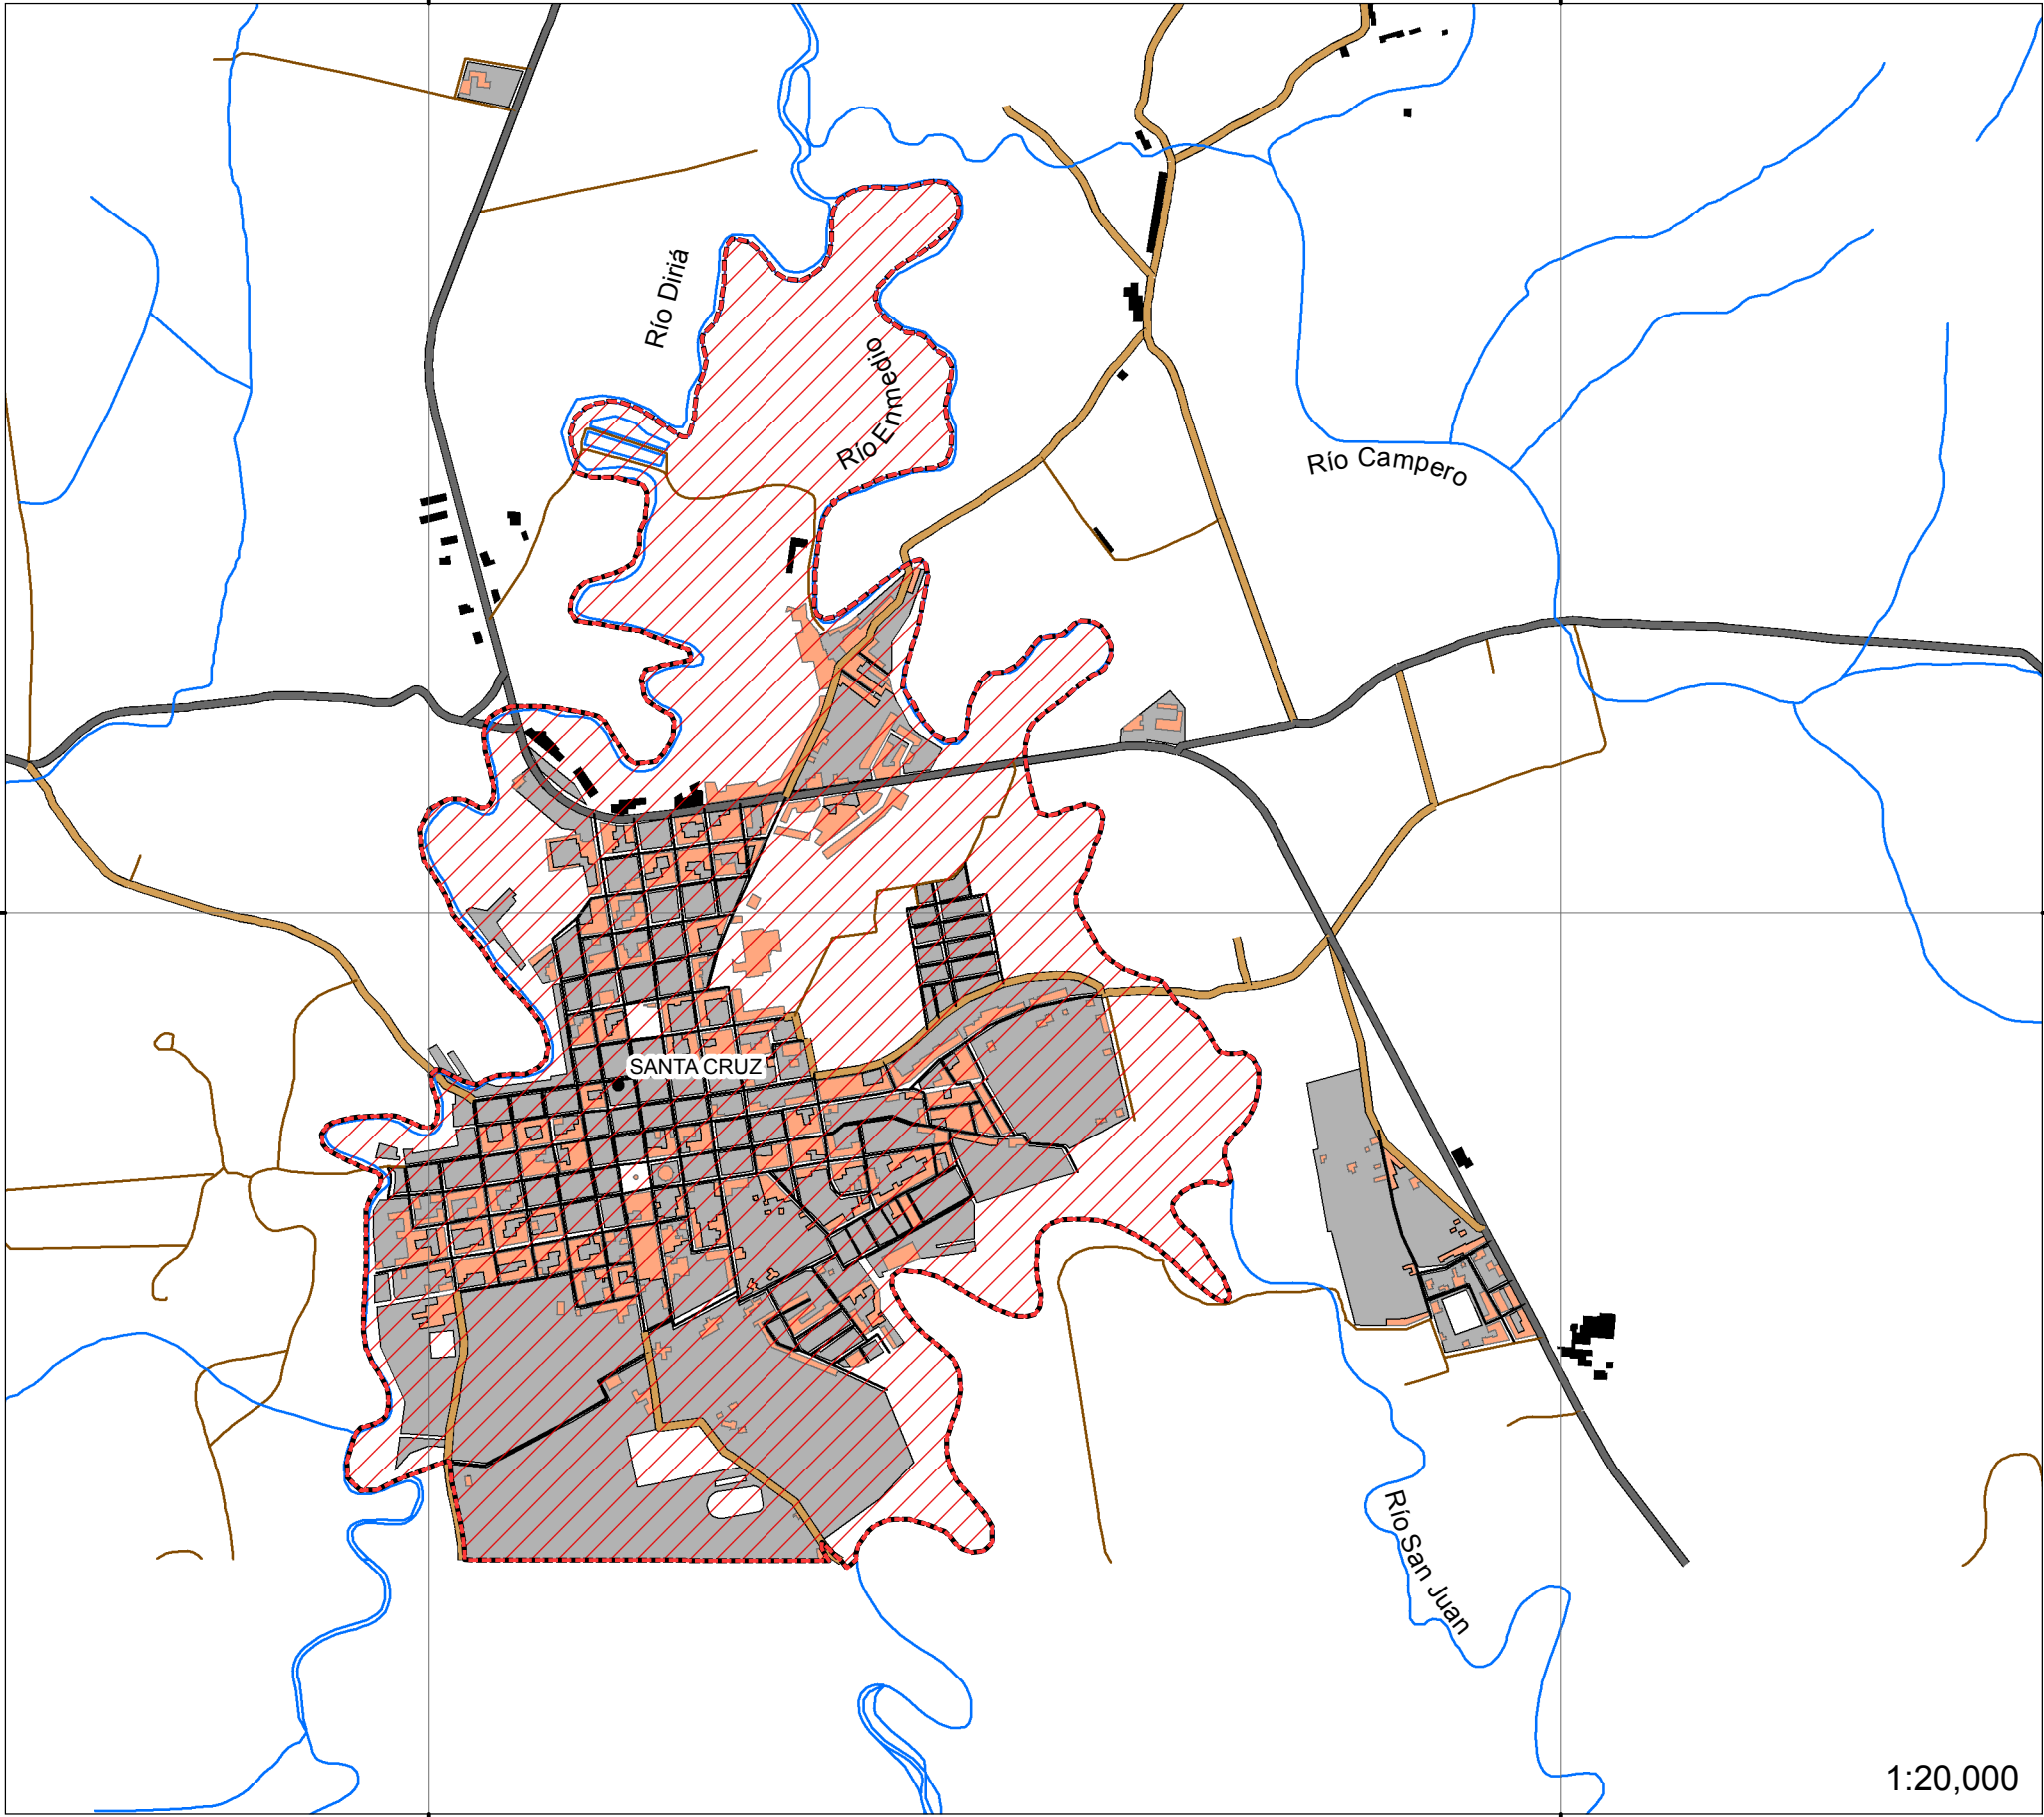 Río Diriá
Río Enmedio
Río Campero
SANTA CRUZ
Río San Juan
1:20,000